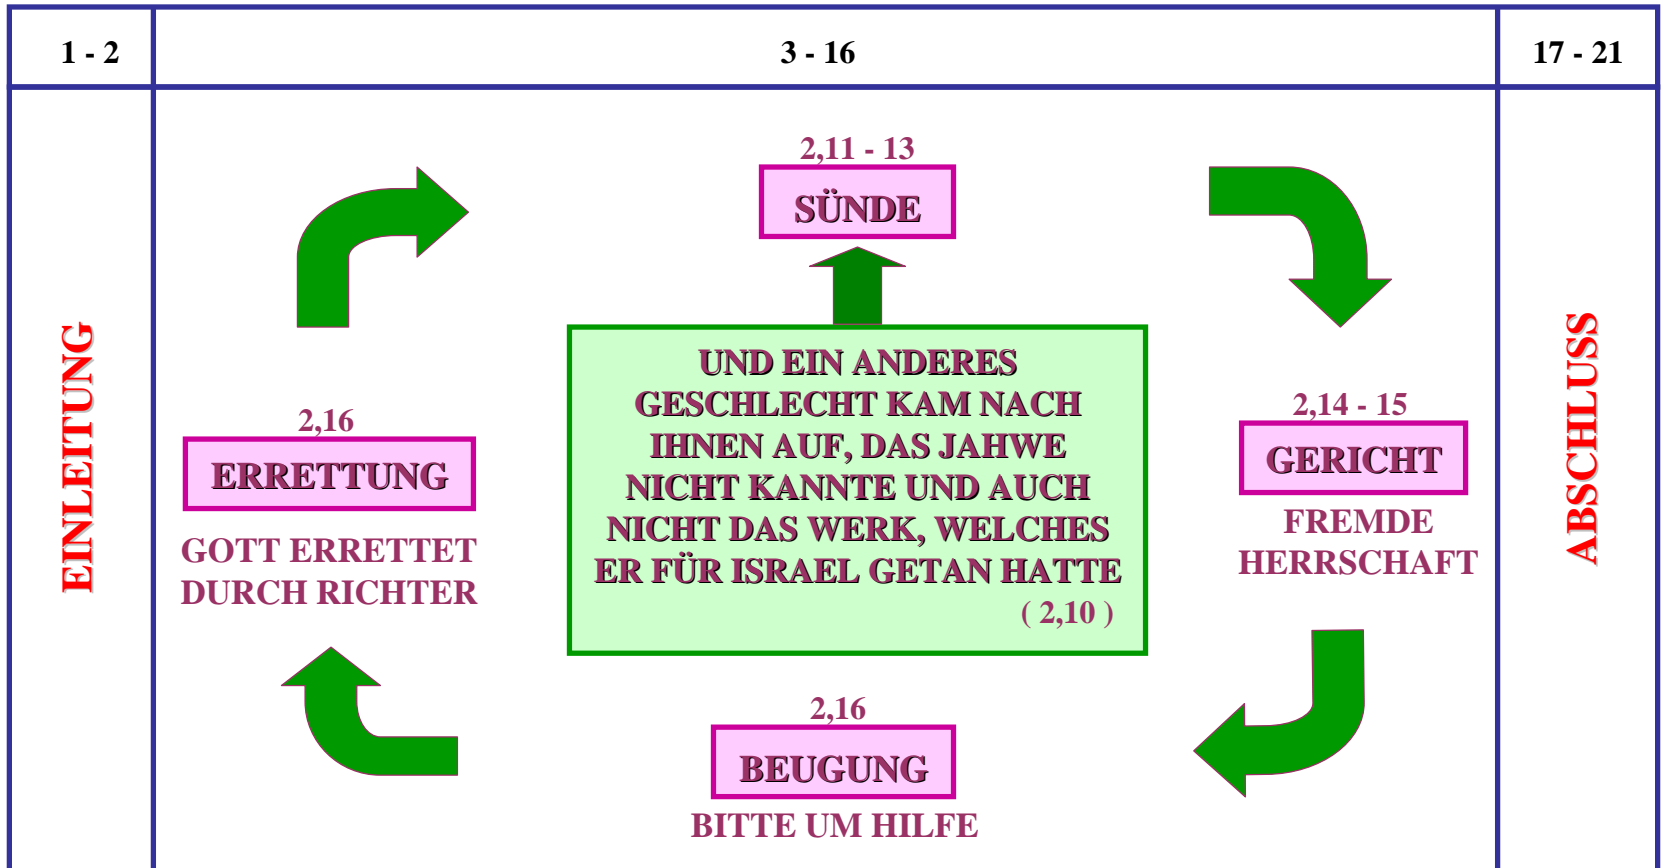 1 - 2
3 - 16
17 - 21
EINLEITUNG
2,11 - 13
SÜNDE
UND EIN ANDERES
GESCHLECHT KAM NACH
IHNEN AUF, DAS JAHWE
NICHT KANNTE UND AUCH
NICHT DAS WERK, WELCHES
ER FÜR ISRAEL GETAN HATTE
( 2,10 )
2,14 - 15
GERICHT
FREMDE
HERRSCHAFT
2,16
BEUGUNG
BITTE UM HILFE
2,16
ERRETTUNG
GOTT ERRETTET
DURCH RICHTER
ABSCHLUSS